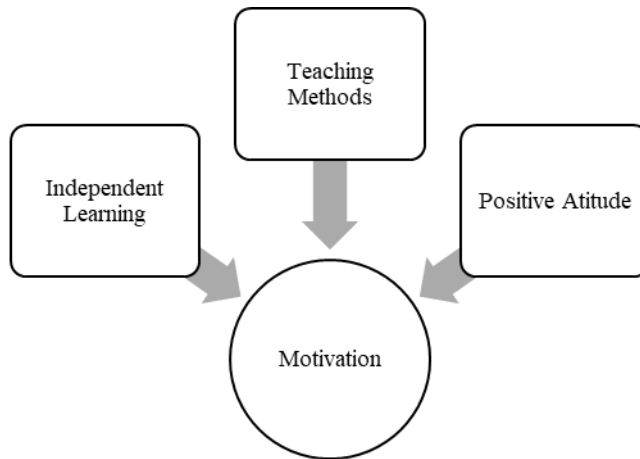 Teaching
Methods
Independent
Learning
Positive Atitude
Motivation